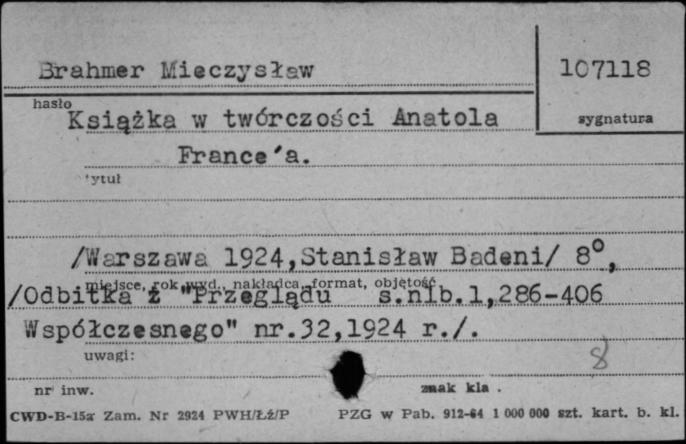 Brahmer Mieczysław
107118
hasło
sygnatura
Książka w twórczości Anatola
France'a.
tytuł
/Warszawa 1924,Stanisław Badeni/ 8°,
miejsce, rok wyd., nakładca, format, objętość
/Odbitka z "Przeglądu s.nlb.1,286-406
Współczesnego" nr.32,1924 r./.
uwagi:
8
nr inw.
znak kla .
CWD-B-15a Zam. Nr 2924 PWH/Łź/P PZG w Pab. 912-64 1 000 000 szt. kart. b. kl.